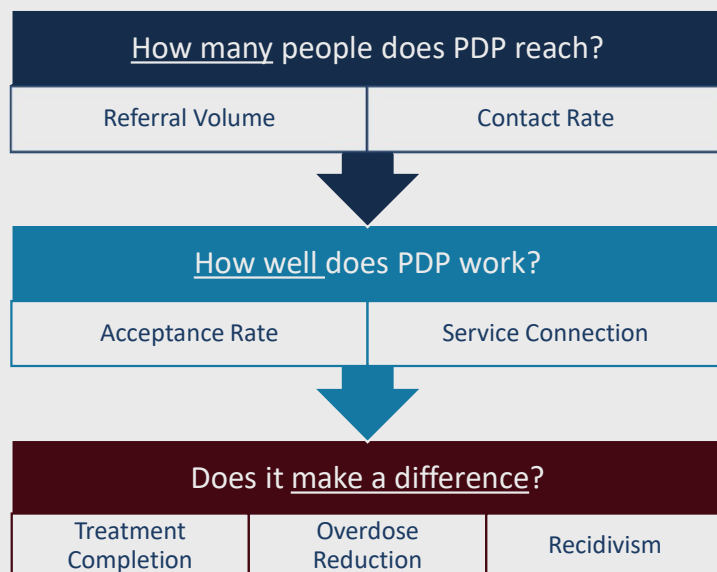 How many people does PDP reach?
Referral Volume
Contact Rate
How well does PDP work?
Acceptance Rate
Service Connection
Does it make a difference?
Treatment
Completion
Overdose
Reduction
Recidivism